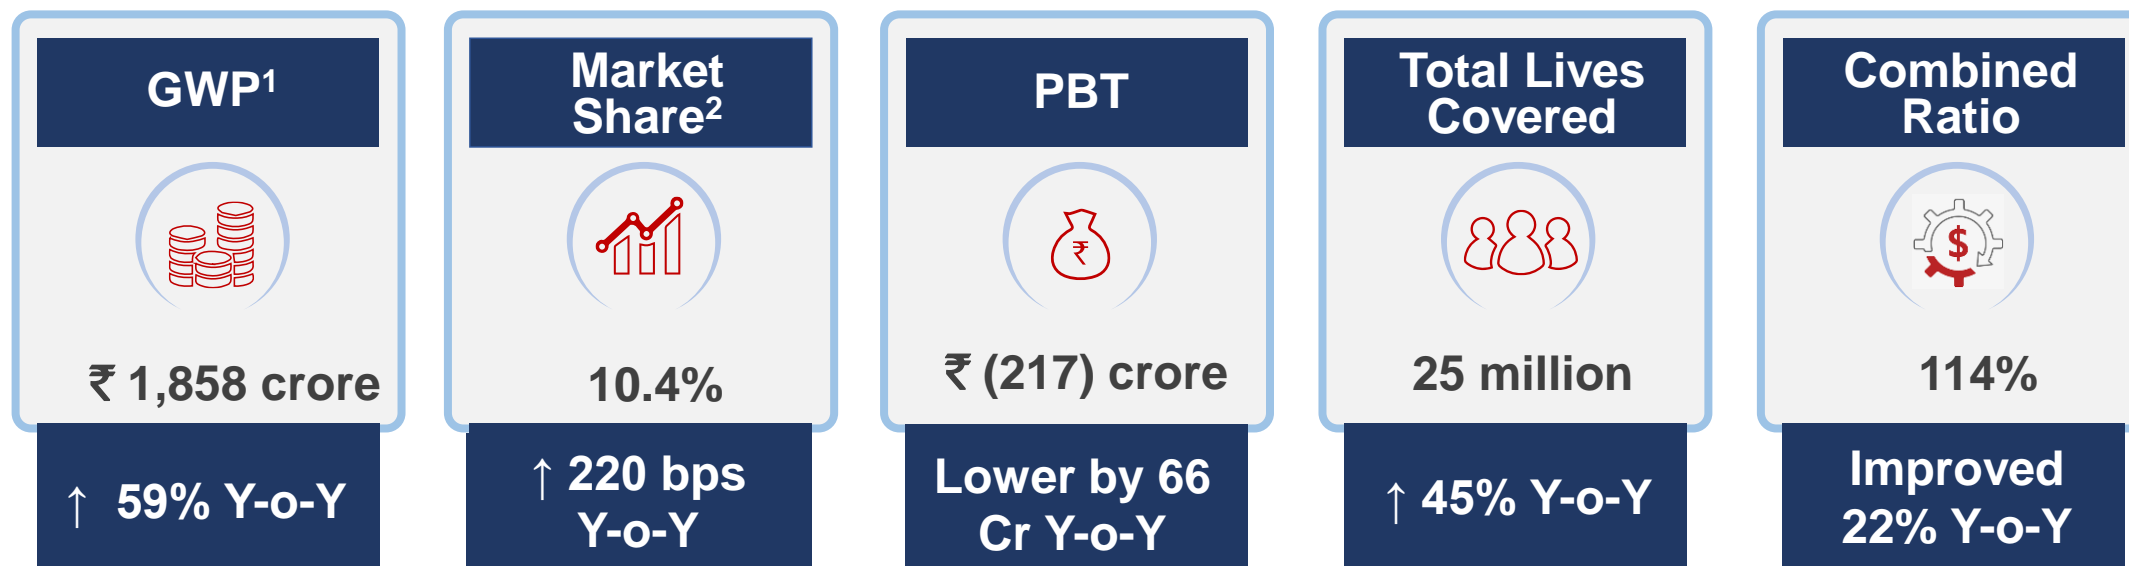 GWP¹
₹ 1,858 crore
↑ 59% Y-o-Y
Market
Share²
10.4%
↑ 220 bps
Y-o-Y
PBT
₹
₹ (217) crore
Lower by 66
Cr Y-o-Y
Total Lives
Covered
25 million
↑ 45% Y-o-Y
Combined
Ratio
$
114%
Improved
22% Y-o-Y